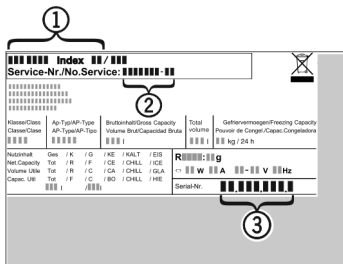 1
Index /
Service-Nr./No.Service: -
2
Klasse/Class Ap-Typ/AP-Type Bruttoinhalt/Gross Capacity Total Gefriervermoegen/Freezing Capacity
Classe/Clase AP-Type/AP-Tipo Volume Brut/Capacidad Bruta volume Pouvoir de Congel./Capac.Congeladora
l l kg / 24 h
Nutzinhalt Ges / K / G / KE / KALT / EIS
Net.Capacity Tot / R / F / CE / CHILL / ICE
Volume Utile Tot / R / C / CA / CHILL / GLA
Capac. Util Tot / F / C / BO / CHILL / HIE
l / l
R : g
W A - V Hz
Serial-Nr. . . .
3